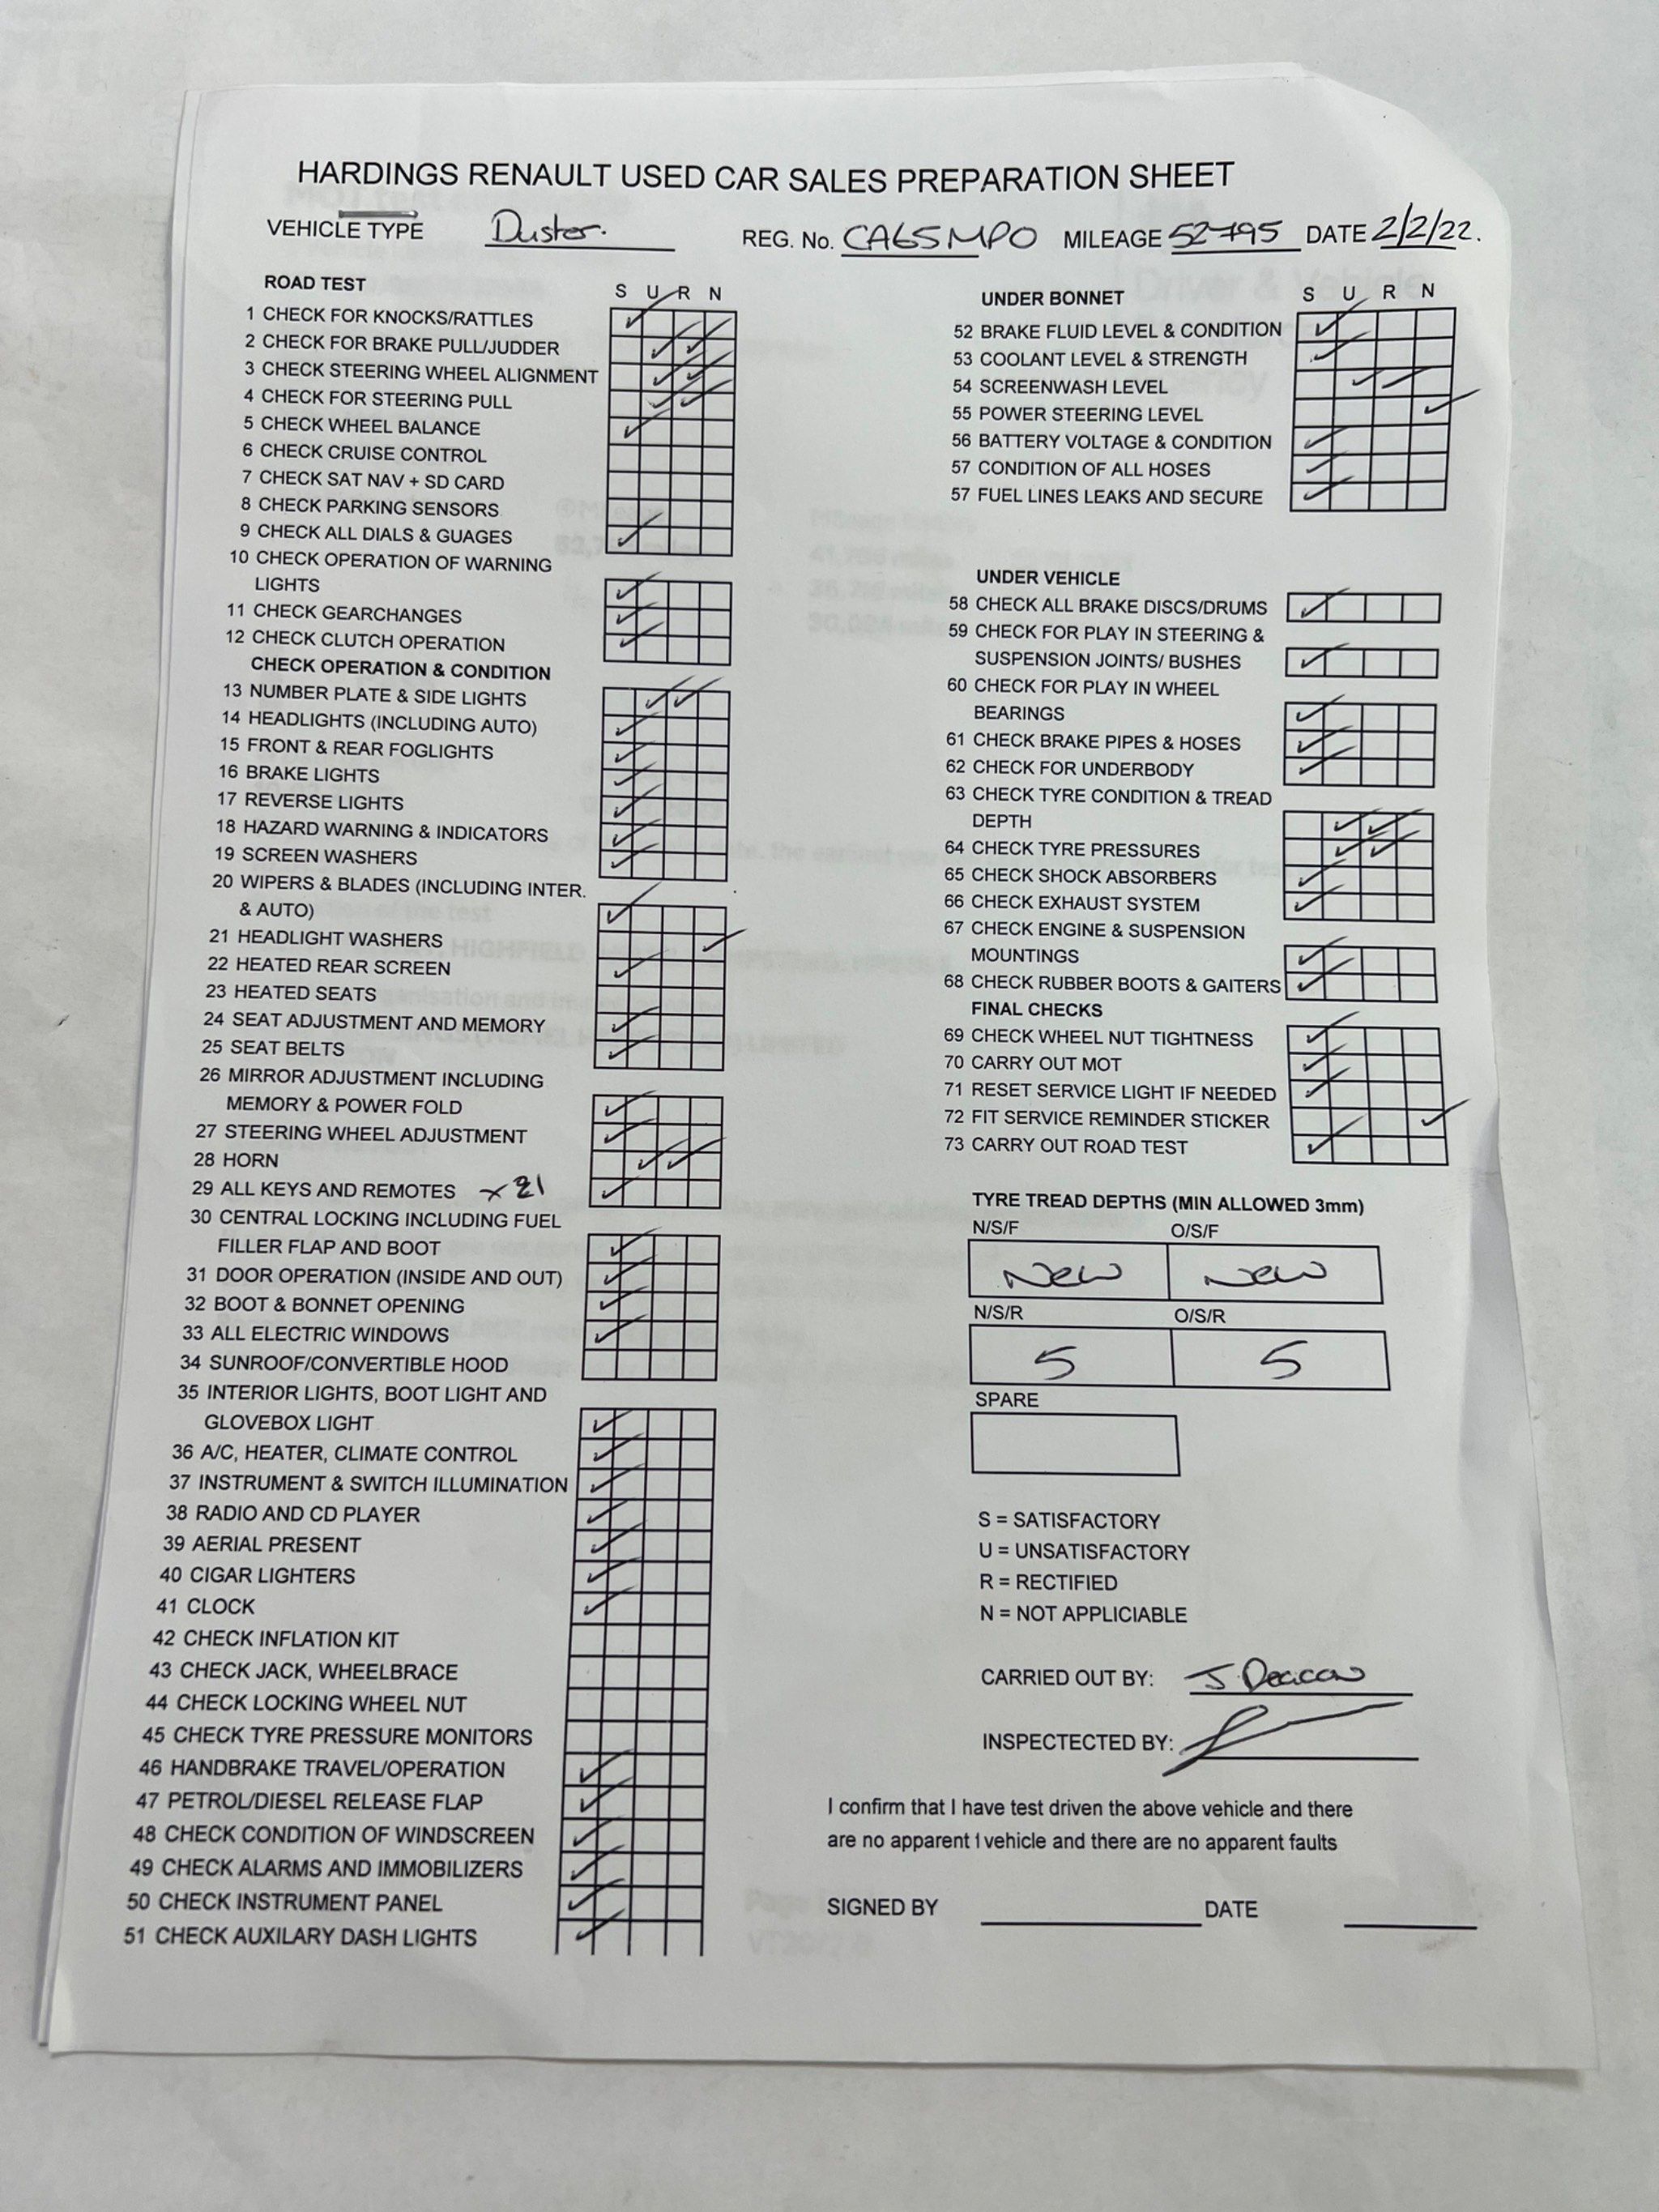 HARDINGS RENAULT USED CAR SALES PREPARATION SHEET
VEHICLE TYPE Duster. REG. No. CA65MPO MILEAGE 52795 DATE 2/2/22.
ROAD TEST
S U R N
1 CHECK FOR KNOCKS/RATTLES
2 CHECK FOR BRAKE PULL/JUDDER
3 CHECK STEERING WHEEL ALIGNMENT
4 CHECK FOR STEERING PULL
5 CHECK WHEEL BALANCE
6 CHECK CRUISE CONTROL
7 CHECK SAT NAV + SD CARD
8 CHECK PARKING SENSORS
9 CHECK ALL DIALS & GUAGES
10 CHECK OPERATION OF WARNING
LIGHTS
11 CHECK GEARCHANGES
12 CHECK CLUTCH OPERATION
CHECK OPERATION & CONDITION
13 NUMBER PLATE & SIDE LIGHTS
14 HEADLIGHTS (INCLUDING AUTO)
15 FRONT & REAR FOGLIGHTS
16 BRAKE LIGHTS
17 REVERSE LIGHTS
18 HAZARD WARNING & INDICATORS
19 SCREEN WASHERS
20 WIPERS & BLADES (INCLUDING INTER.
& AUTO)
21 HEADLIGHT WASHERS
22 HEATED REAR SCREEN
23 HEATED SEATS
24 SEAT ADJUSTMENT AND MEMORY
25 SEAT BELTS
26 MIRROR ADJUSTMENT INCLUDING
MEMORY & POWER FOLD
27 STEERING WHEEL ADJUSTMENT
28 HORN
29 ALL KEYS AND REMOTES
30 CENTRAL LOCKING INCLUDING FUEL
FILLER FLAP AND BOOT
31 DOOR OPERATION (INSIDE AND OUT)
32 BOOT & BONNET OPENING
33 ALL ELECTRIC WINDOWS
34 SUNROOF/CONVERTIBLE HOOD
35 INTERIOR LIGHTS, BOOT LIGHT AND
GLOVEBOX LIGHT
36 A/C, HEATER, CLIMATE CONTROL
37 INSTRUMENT & SWITCH ILLUMINATION
38 RADIO AND CD PLAYER
39 AERIAL PRESENT
40 CIGAR LIGHTERS
41 CLOCK
42 CHECK INFLATION KIT
43 CHECK JACK, WHEELBRACE
44 CHECK LOCKING WHEEL NUT
45 CHECK TYRE PRESSURE MONITORS
46 HANDBRAKE TRAVEL/OPERATION
47 PETROL/DIESEL RELEASE FLAP
48 CHECK CONDITION OF WINDSCREEN
49 CHECK ALARMS AND IMMOBILIZERS
50 CHECK INSTRUMENT PANEL
51 CHECK AUXILARY DASH LIGHTS
UNDER BONNET
S U R N
52 BRAKE FLUID LEVEL & CONDITION
53 COOLANT LEVEL & STRENGTH
54 SCREENWASH LEVEL
55 POWER STEERING LEVEL
56 BATTERY VOLTAGE & CONDITION
57 CONDITION OF ALL HOSES
57 FUEL LINES LEAKS AND SECURE
UNDER VEHICLE
58 CHECK ALL BRAKE DISCS/DRUMS
59 CHECK FOR PLAY IN STEERING &
SUSPENSION JOINTS/ BUSHES
60 CHECK FOR PLAY IN WHEEL
BEARINGS
61 CHECK BRAKE PIPES & HOSES
62 CHECK FOR UNDERBODY
63 CHECK TYRE CONDITION & TREAD
DEPTH
64 CHECK TYRE PRESSURES
65 CHECK SHOCK ABSORBERS
66 CHECK EXHAUST SYSTEM
67 CHECK ENGINE & SUSPENSION
MOUNTINGS
68 CHECK RUBBER BOOTS & GAITERS
FINAL CHECKS
69 CHECK WHEEL NUT TIGHTNESS
70 CARRY OUT MOT
71 RESET SERVICE LIGHT IF NEEDED
72 FIT SERVICE REMINDER STICKER
73 CARRY OUT ROAD TEST
TYRE TREAD DEPTHS (MIN ALLOWED 3mm)
N/S/F O/S/F
New New
N/S/R O/S/R
5 5
SPARE
S = SATISFACTORY
U = UNSATISFACTORY
R = RECTIFIED
N = NOT APPLICIABLE
CARRIED OUT BY: J Deacon
INSPECTECTED BY:
I confirm that I have test driven the above vehicle and there
are no apparent f vehicle and there are no apparent faults
SIGNED BY DATE